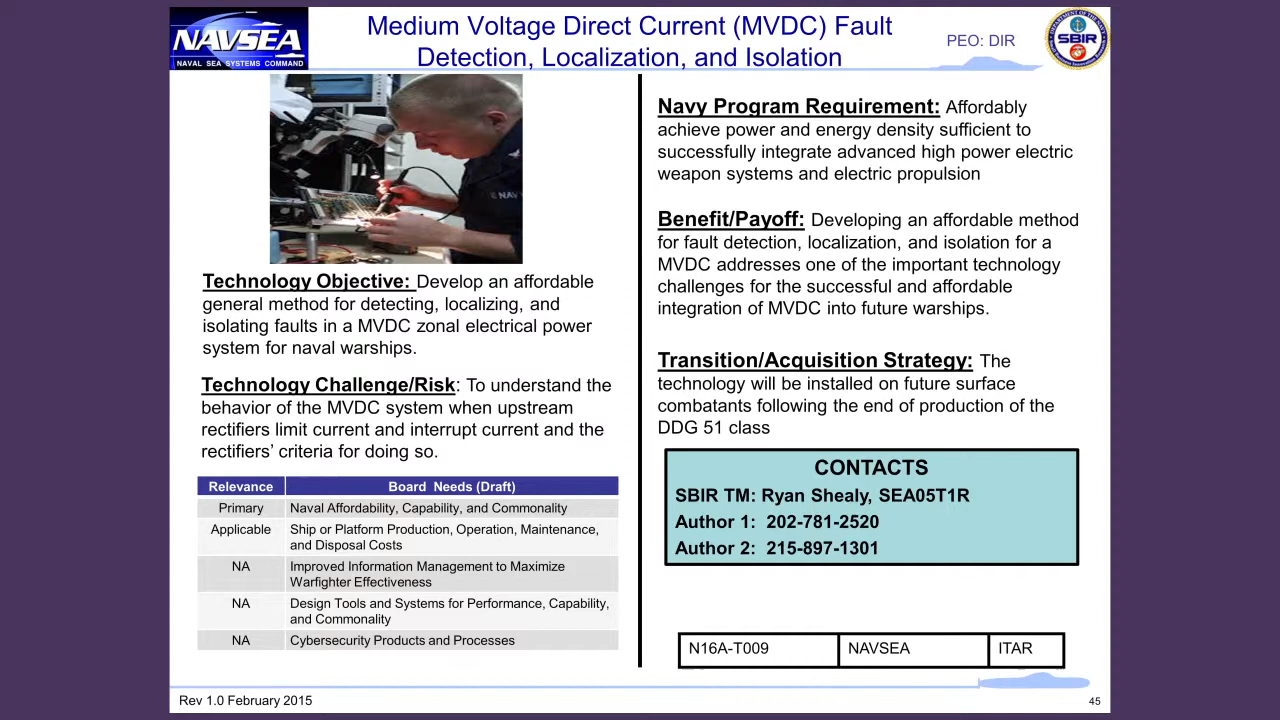 NAVSEA
NAVAL SEA SYSTEMS COMMAND
Medium Voltage Direct Current (MVDC) Fault
Detection, Localization, and Isolation
PEO: DIR
SBIR
NAV
Technology Objective: Develop an affordable
general method for detecting, localizing, and
isolating faults in a MVDC zonal electrical power
system for naval warships.
Technology Challenge/Risk: To understand the
behavior of the MVDC system when upstream
rectifiers limit current and interrupt current and the
rectifiers’ criteria for doing so.
Relevance Board Needs (Draft)
Primary Naval Affordability, Capability, and Commonality
Applicable Ship or Platform Production, Operation, Maintenance,
and Disposal Costs
NA Improved Information Management to Maximize
Warfighter Effectiveness
NA Design Tools and Systems for Performance, Capability,
and Commonality
NA Cybersecurity Products and Processes
Navy Program Requirement: Affordably
achieve power and energy density sufficient to
successfully integrate advanced high power electric
weapon systems and electric propulsion
Benefit/Payoff: Developing an affordable method
for fault detection, localization, and isolation for a
MVDC addresses one of the important technology
challenges for the successful and affordable
integration of MVDC into future warships.
Transition/Acquisition Strategy: The
technology will be installed on future surface
combatants following the end of production of the
DDG 51 class
CONTACTS
SBIR TM: Ryan Shealy, SEA05T1R
Author 1: 202-781-2520
Author 2: 215-897-1301
N16A-T009 NAVSEA ITAR
Rev 1.0 February 2015
45